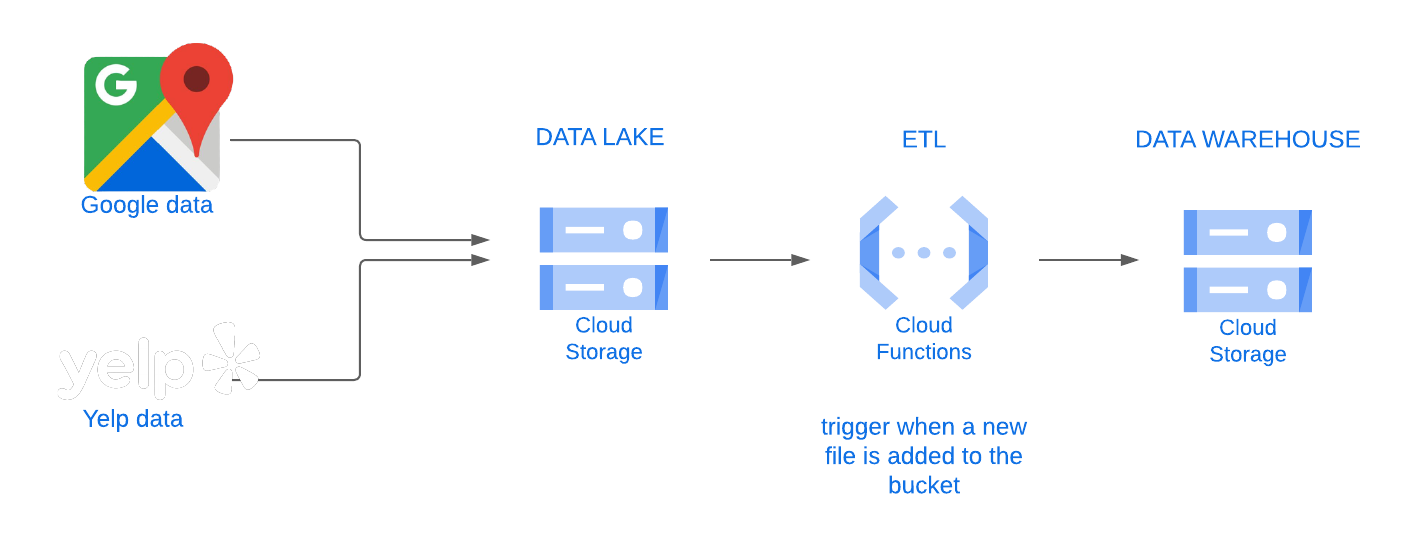 G
Google data
yelp
Yelp data
DATA LAKE
Cloud
Storage
ETL
Cloud
Functions
trigger when a new
file is added to the
bucket
DATA WAREHOUSE
Cloud
Storage